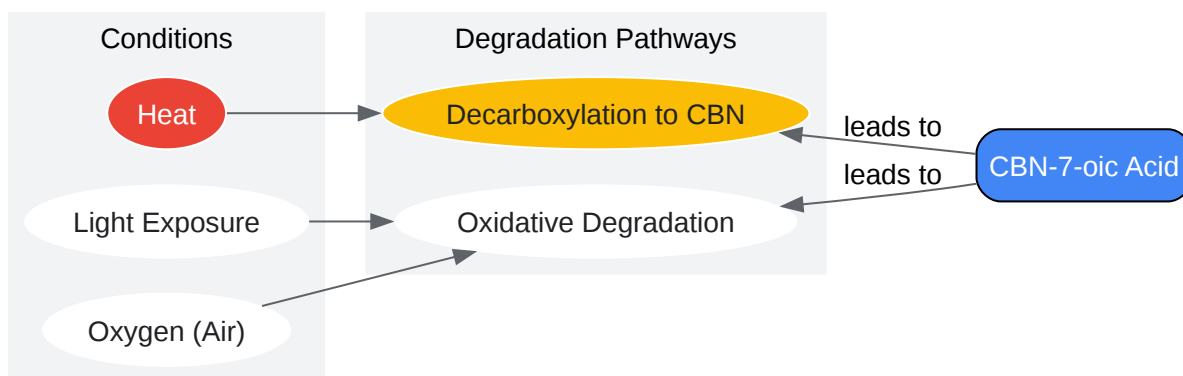 Conditions
Degradation Pathways
Heat
Decarboxylation to CBN
leads to
CBN-7-oic Acid
leads to
Light Exposure
Oxidative Degradation
Oxygen (Air)